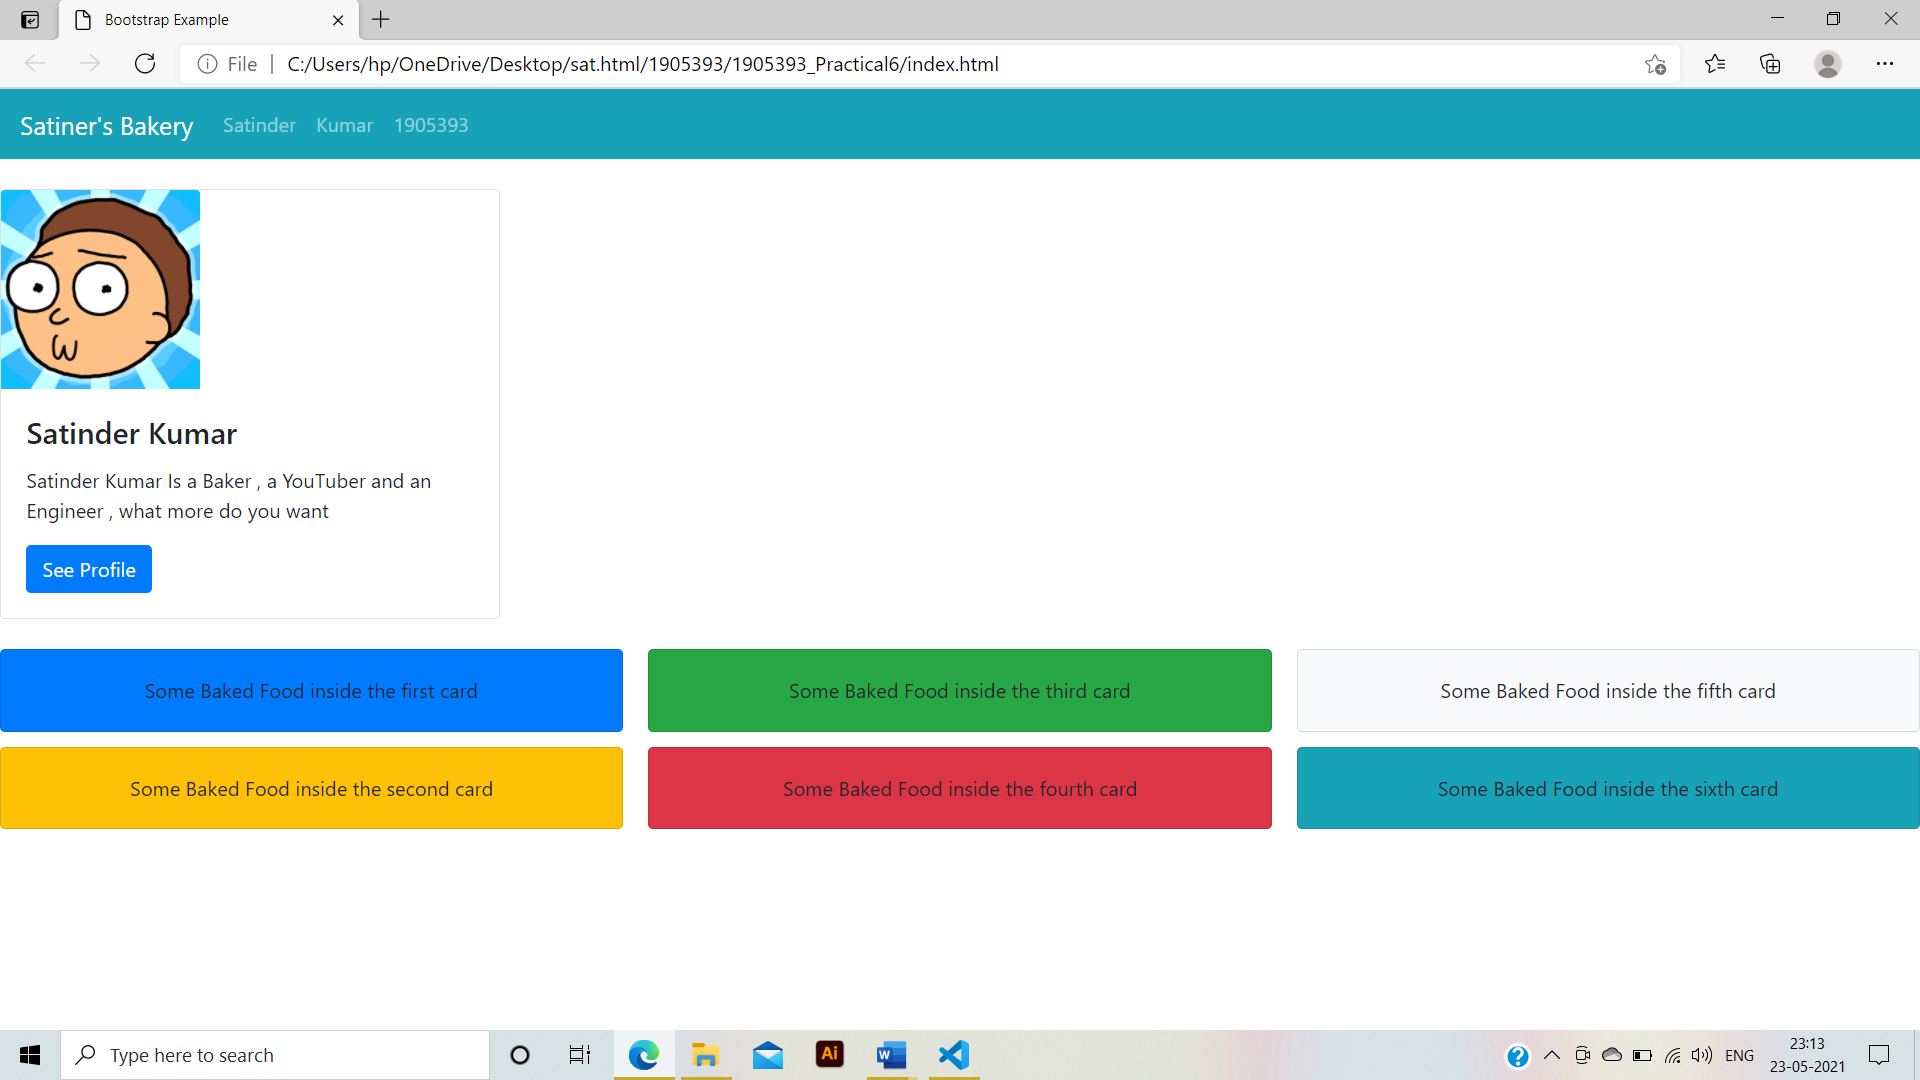 Bootstrap Example
File
C:/Users/hp/OneDrive/Desktop/sat.html/1905393/1905393_Practical6/index.html
Satiner's Bakery Satinder Kumar 1905393
Satinder Kumar
Satinder Kumar Is a Baker , a YouTuber and an
Engineer , what more do you want
See Profile
Some Baked Food inside the first card
Some Baked Food inside the third card
Some Baked Food inside the fifth card
Some Baked Food inside the second card
Some Baked Food inside the fourth card
Some Baked Food inside the sixth card
Type here to search
Ai
W
?
ENG
23:13
23-05-2021